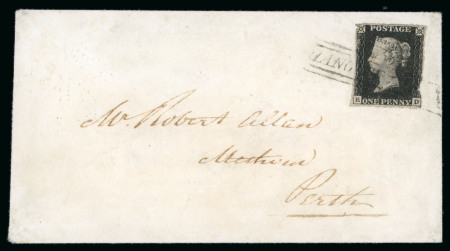 POSTAGE
ONE PENNY
D
Mr. Robert Allan
Methven
Perth